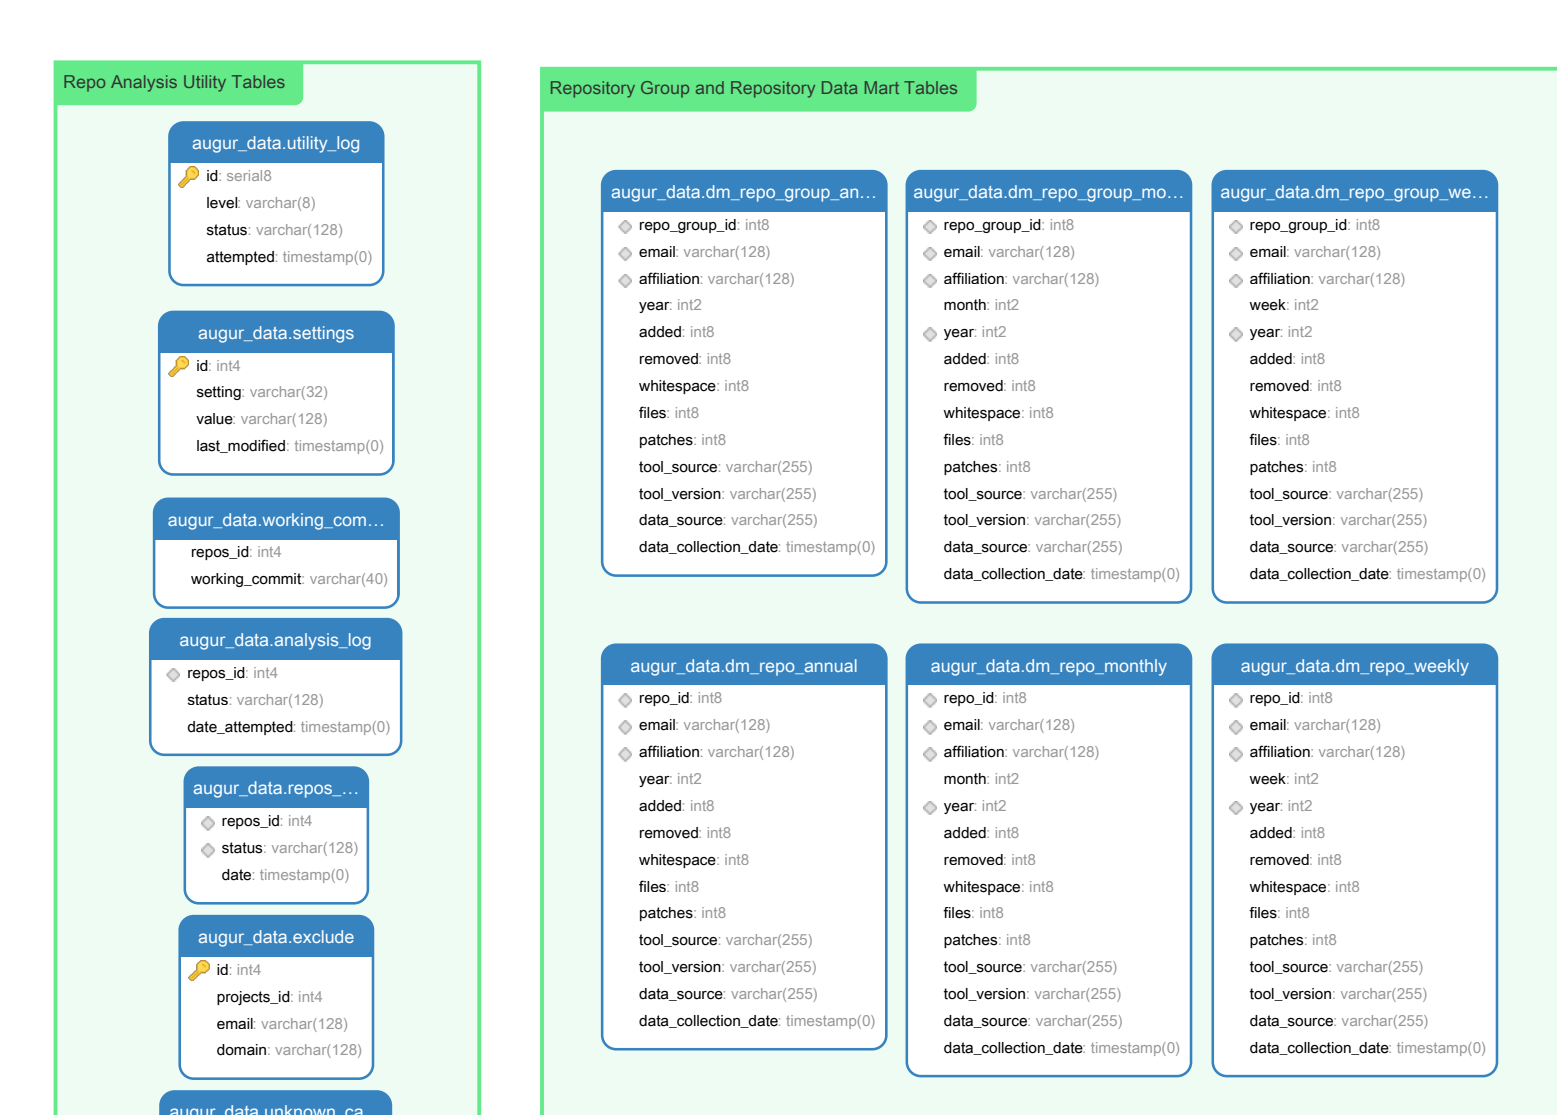 Repo Analysis Utility Tables
augur_data.utility_log
id: serial8
level: varchar(8)
status: varchar(128)
attempted: timestamp(0)
augur_data.settings
id: int4
setting: varchar(32)
value: varchar(128)
last_modified: timestamp(0)
augur_data.working_com...
repos_id: int4
working_commit: varchar(40)
augur_data.analysis_log
repos_id: int4
status: varchar(128)
date_attempted: timestamp(0)
augur_data.repos_...
repos_id: int4
status: varchar(128)
date: timestamp(0)
augur_data.exclude
id: int4
projects_id: int4
email: varchar(128)
domain: varchar(128)
augur_data.unknown_ca...
Repository Group and Repository Data Mart Tables
augur_data.dm_repo_group_an...
repo_group_id: int8
email: varchar(128)
affiliation: varchar(128)
year: int2
added: int8
removed: int8
whitespace: int8
files: int8
patches: int8
tool_source: varchar(255)
tool_version: varchar(255)
data_source: varchar(255)
data_collection_date: timestamp(0)
augur_data.dm_repo_group_mo...
repo_group_id: int8
email: varchar(128)
affiliation: varchar(128)
month: int2
year: int2
added: int8
removed: int8
whitespace: int8
files: int8
patches: int8
tool_source: varchar(255)
tool_version: varchar(255)
data_source: varchar(255)
data_collection_date: timestamp(0)
augur_data.dm_repo_group_we...
repo_group_id: int8
email: varchar(128)
affiliation: varchar(128)
week: int2
year: int2
added: int8
removed: int8
whitespace: int8
files: int8
patches: int8
tool_source: varchar(255)
tool_version: varchar(255)
data_source: varchar(255)
data_collection_date: timestamp(0)
augur_data.dm_repo_annual
repo_id: int8
email: varchar(128)
affiliation: varchar(128)
year: int2
added: int8
removed: int8
whitespace: int8
files: int8
patches: int8
tool_source: varchar(255)
tool_version: varchar(255)
data_source: varchar(255)
data_collection_date: timestamp(0)
augur_data.dm_repo_monthly
repo_id: int8
email: varchar(128)
affiliation: varchar(128)
month: int2
year: int2
added: int8
removed: int8
whitespace: int8
files: int8
patches: int8
tool_source: varchar(255)
tool_version: varchar(255)
data_source: varchar(255)
data_collection_date: timestamp(0)
augur_data.dm_repo_weekly
repo_id: int8
email: varchar(128)
affiliation: varchar(128)
week: int2
year: int2
added: int8
removed: int8
whitespace: int8
files: int8
patches: int8
tool_source: varchar(255)
tool_version: varchar(255)
data_source: varchar(255)
data_collection_date: timestamp(0)